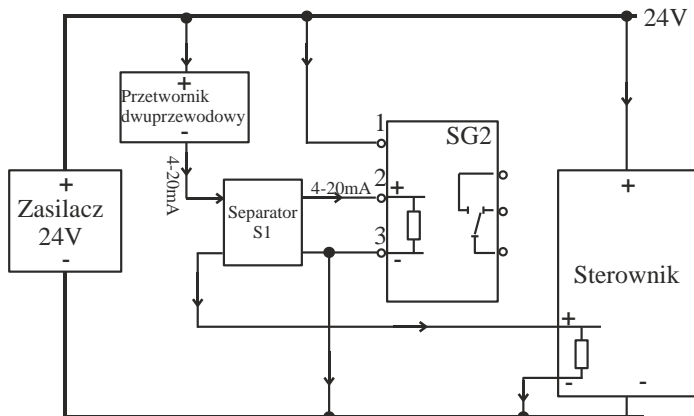 24V
+
Przetwornik
dwuprzewodowy
-
4-20mA
1
SG2
+
Zasilacz
24V
-
Separator
S1
4-20mA
2
+
3
-
+
Sterownik
+
-
-